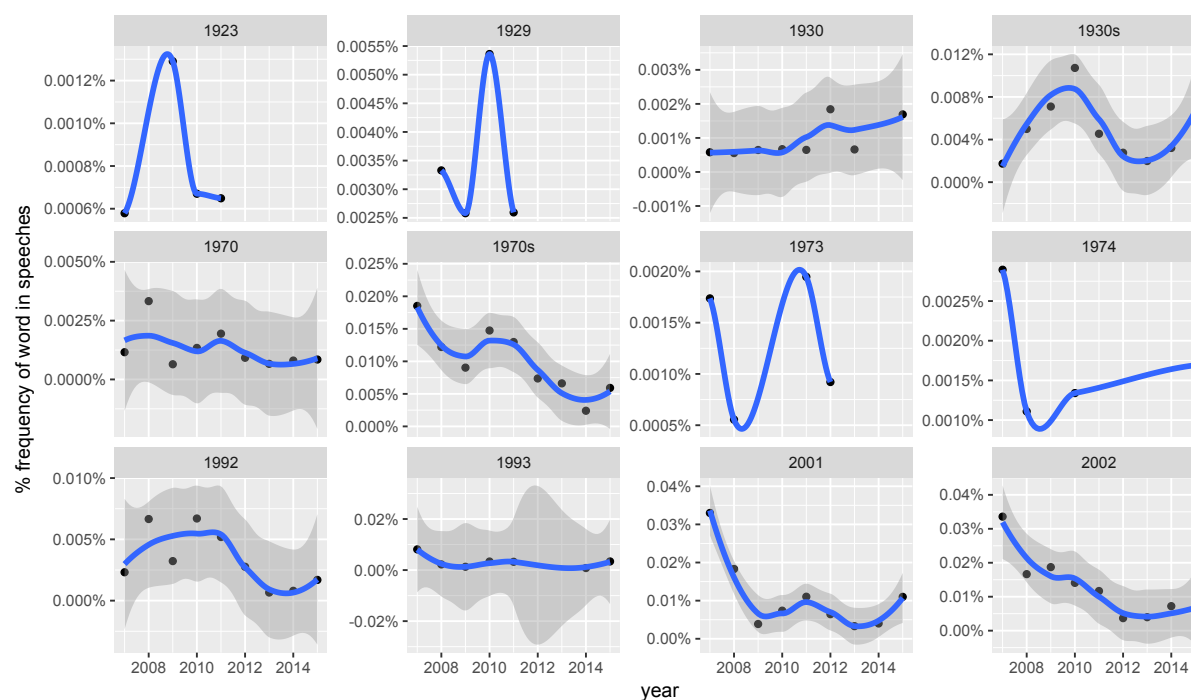 1923 1929 1930 1930s
0.0012% 0.0010% 0.0008% 0.0006%
0.0055% 0.0050% 0.0045% 0.0040% 0.0035% 0.0030% 0.0025%
0.003% 0.002% 0.001% 0.000% -0.001%
0.012% 0.008% 0.004% 0.000%
1970 1970s 1973 1974
0.0050% 0.0025% 0.0000%
0.025% 0.020% 0.015% 0.010% 0.005% 0.000%
0.0020% 0.0015% 0.0010% 0.0005%
0.0025% 0.0020% 0.0015% 0.0010%
1992 1993 2001 2002
0.010% 0.005% 0.000%
0.02% 0.00% -0.02%
0.04% 0.03% 0.02% 0.01% 0.00%
0.04% 0.03% 0.02% 0.01% 0.00%
2008 2010 2012 2014 2008 2010 2012 2014 2008 2010 2012 2014 2008 2010 2012 2014
% frequency of word in speeches
year